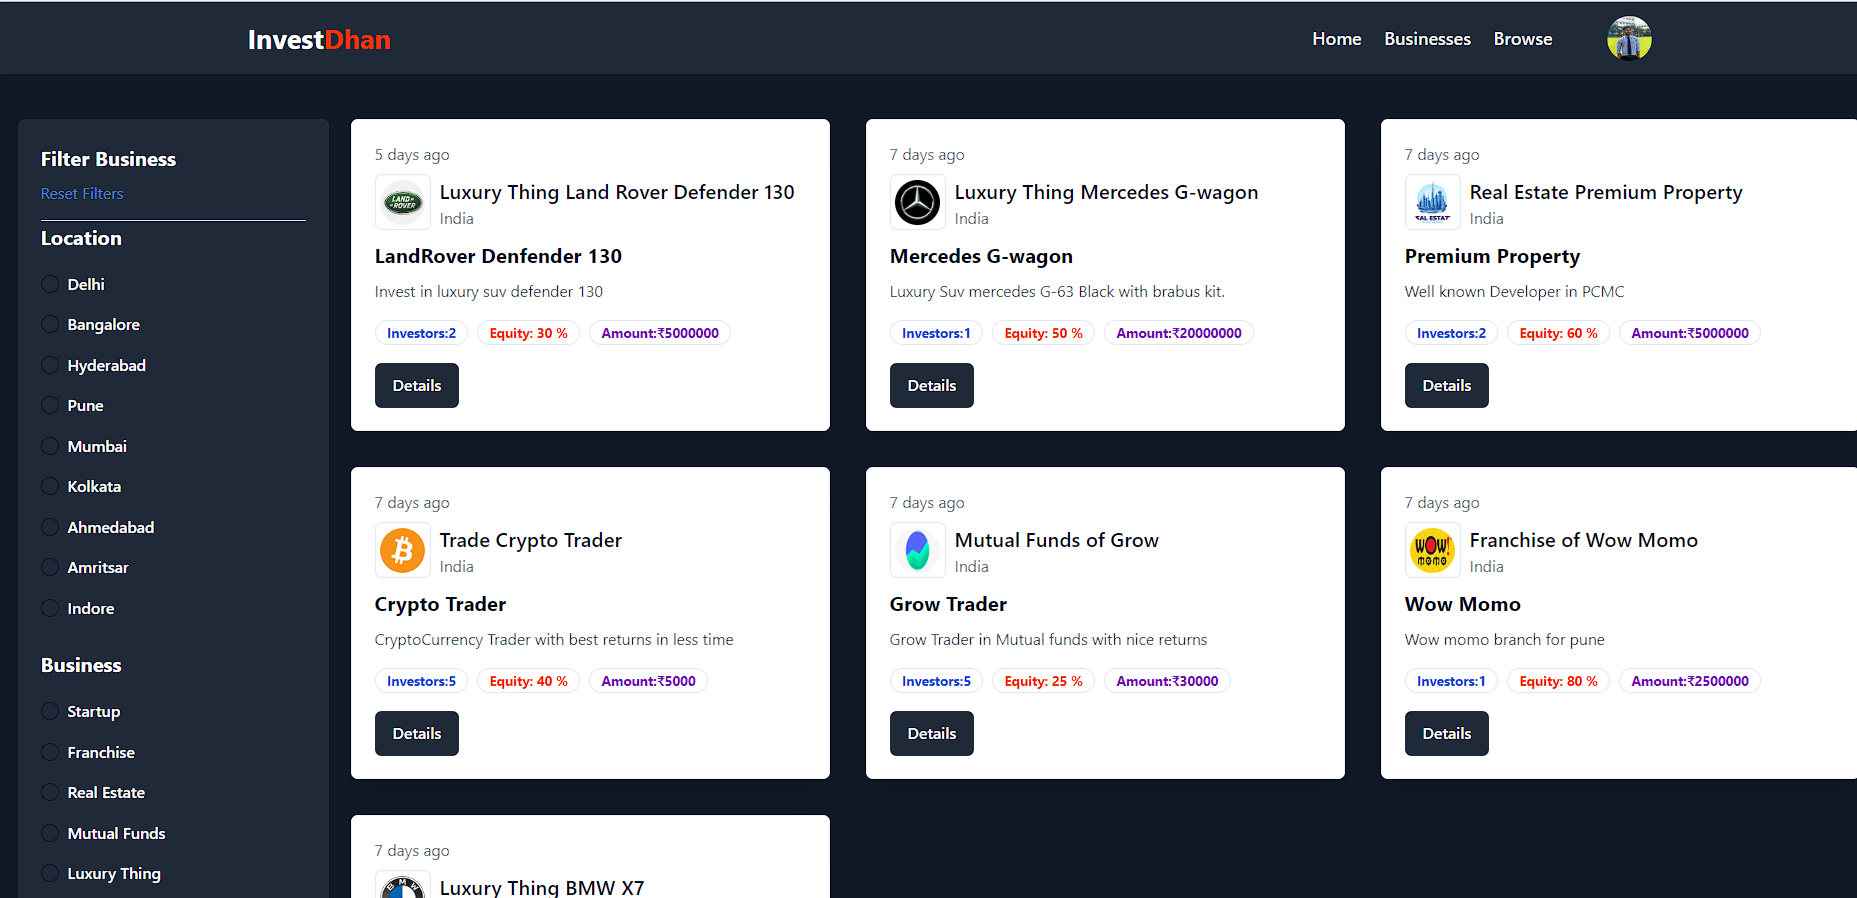 InvestDhan
Home Businesses Browse
Filter Business
Reset Filters
Location
Delhi
Bangalore
Hyderabad
Pune
Mumbai
Kolkata
Ahmedabad
Amritsar
Indore
Business
Startup
Franchise
Real Estate
Mutual Funds
Luxury Thing
5 days ago
LAND-
ROVER
Luxury Thing Land Rover Defender 130
India
LandRover Denfender 130
Invest in luxury suv defender 130
Investors:2 Equity: 30 % Amount:₹5000000
Details
7 days ago
Luxury Thing Mercedes G-wagon
India
Mercedes G-wagon
Luxury Suv mercedes G-63 Black with brabus kit.
Investors:1 Equity: 50 % Amount:₹20000000
Details
7 days ago
EAL ESTAT
Real Estate Premium Property
India
Premium Property
Well known Developer in PCMC
Investors:2 Equity: 60 % Amount:₹5000000
Details
7 days ago
Trade Crypto Trader
India
Crypto Trader
CryptoCurrency Trader with best returns in less time
Investors:5 Equity: 40 % Amount:₹5000
Details
7 days ago
Mutual Funds of Grow
India
Grow Trader
Grow Trader in Mutual funds with nice returns
Investors:5 Equity: 25 % Amount:₹30000
Details
7 days ago
WOW!
MOMO
Franchise of Wow Momo
India
Wow Momo
Wow momo branch for pune
Investors:1 Equity: 80 % Amount:₹2500000
Details
7 days ago
BMW
Luxury Thing BMW X7